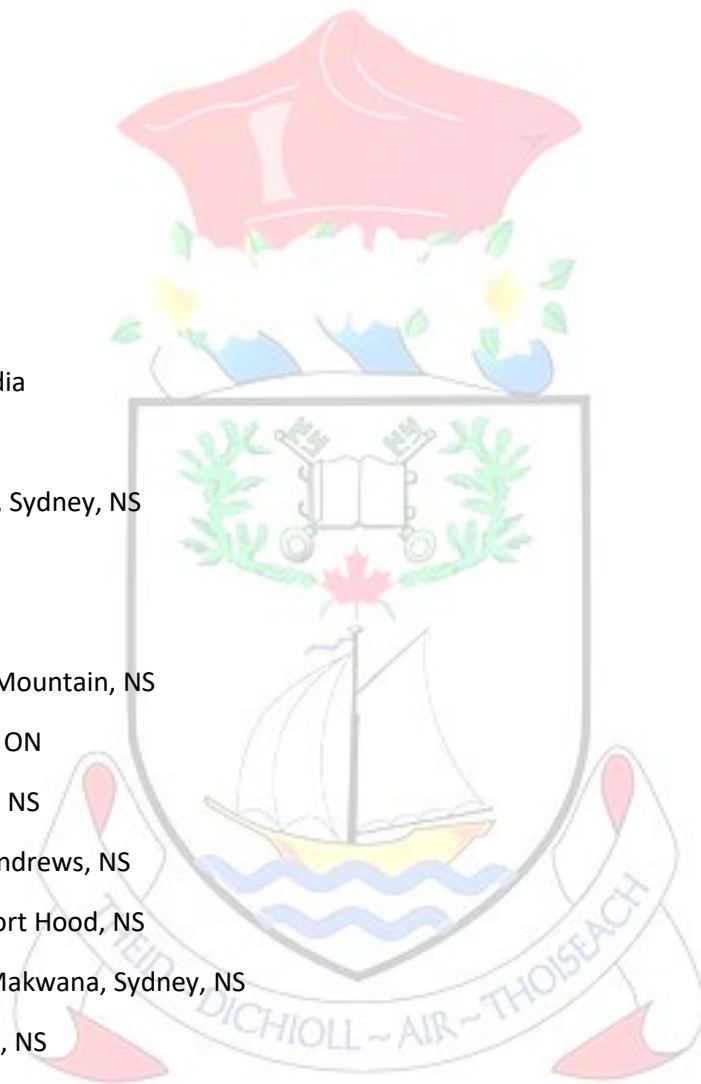 dia
, Sydney, NS
Mountain, NS
ON
NS
ndrews, NS
ort Hood, NS
Makwana, Sydney, NS
, NS
THEID DICHIOLL ~ AIR ~ THOISEACH